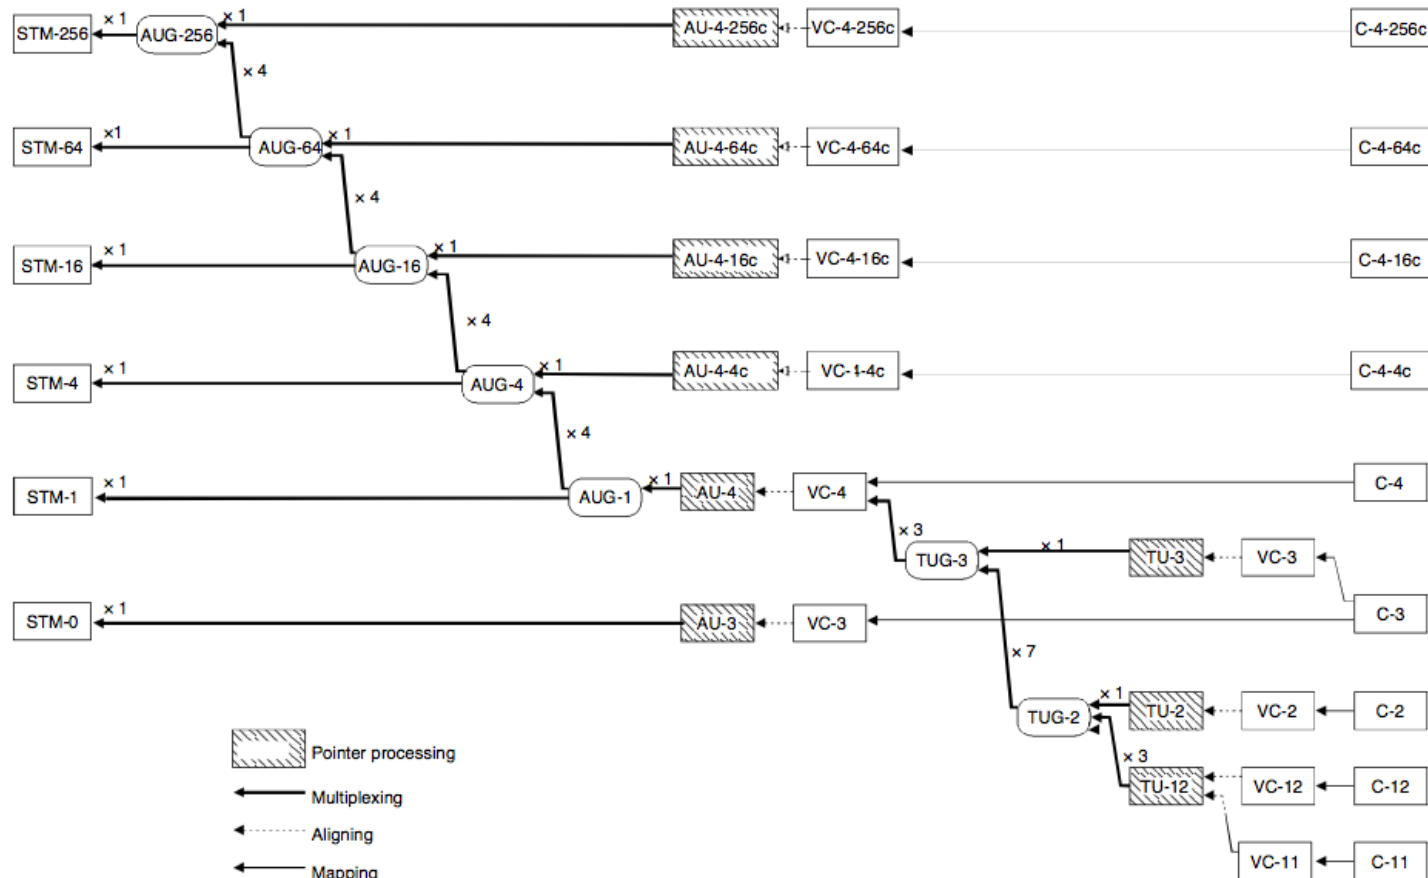 × 1
× 1
STM-256
AUG-256
AU-4-256c
VC-4-256c
C-4-256c
× 4
×1
× 1
STM-64
AUG-64
AU-4-64c
VC-4-64c
C-4-64c
× 4
× 1
× 1
STM-16
AUG-16
AU-4-16c
VC-4-16c
C-4-16c
× 4
× 1
× 1
STM-4
AUG-4
AU-4-4c
VC-4-4c
C-4-4c
× 4
× 1
× 1
STM-1
AUG-1
AU-4
VC-4
C-4
× 3
× 1
TUG-3
TU-3
VC-3
× 1
STM-0
AU-3
VC-3
C-3
× 7
× 1
TUG-2
TU-2
VC-2
C-2
× 3
TU-12
VC-12
C-12
VC-11
C-11
Pointer processing
Multiplexing
Aligning
Mapping